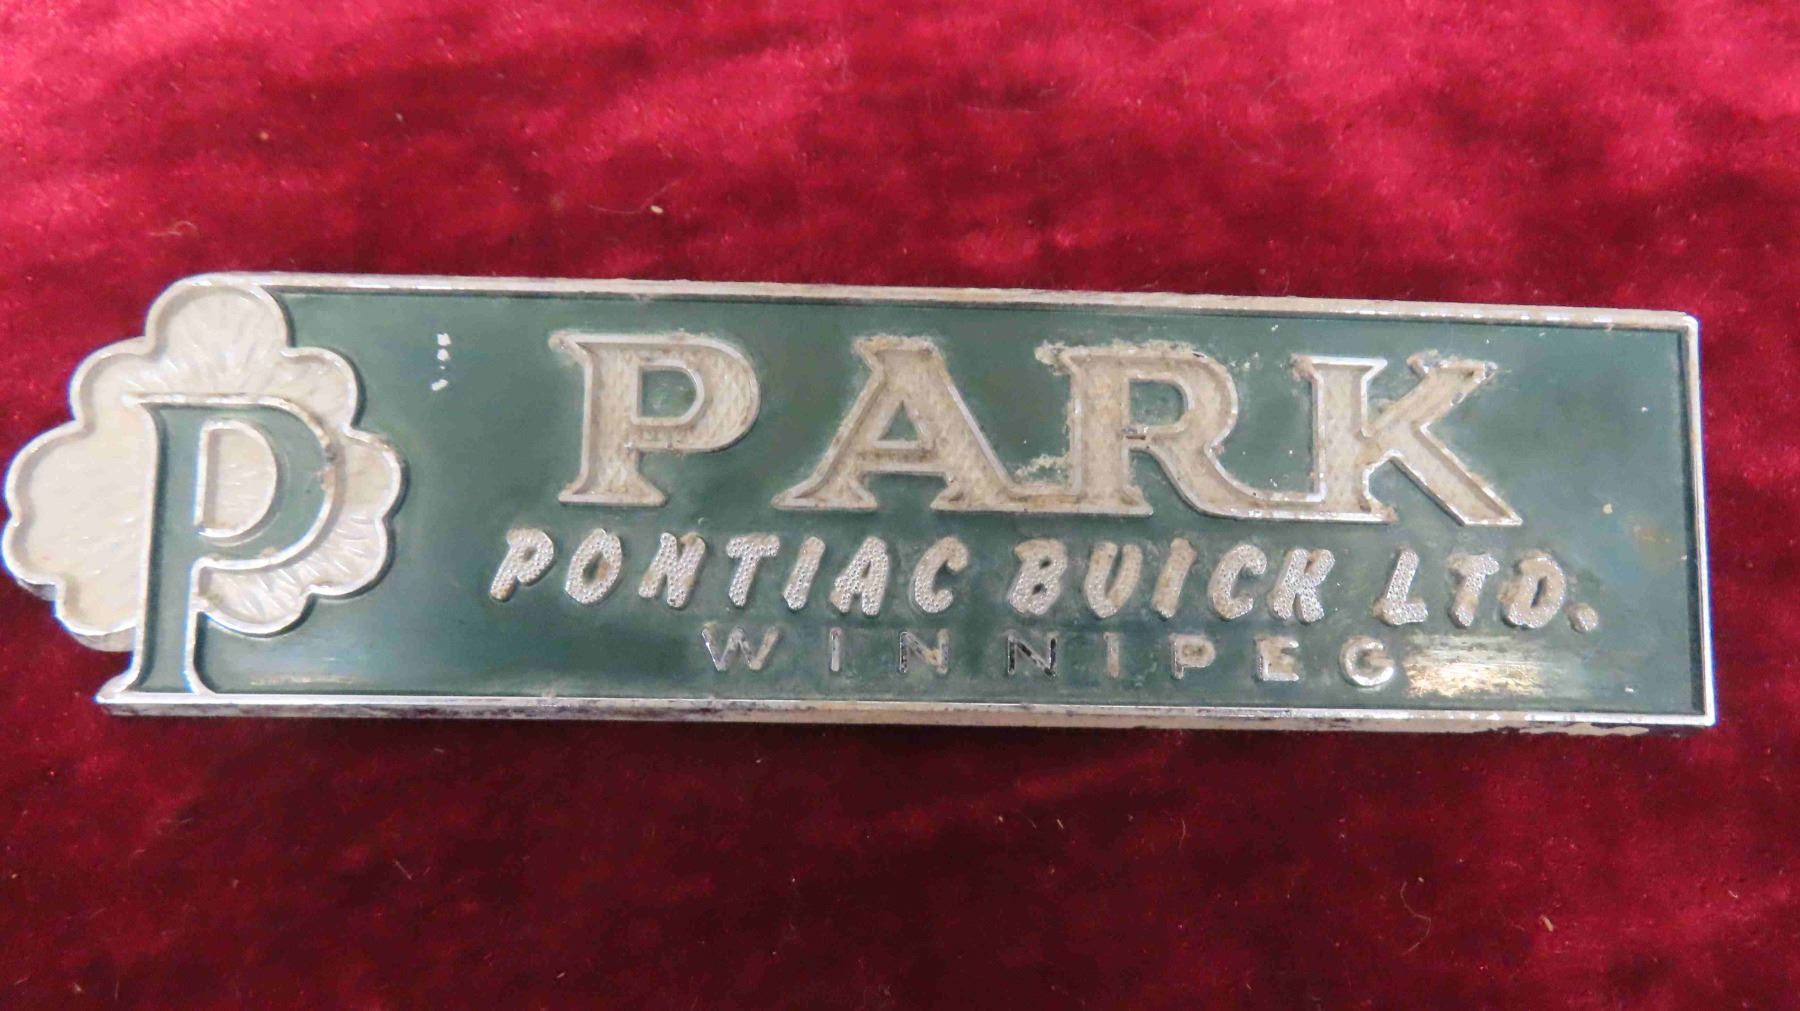 P
PARK
PONTIAC BUICK LTD.
WINNIPEG